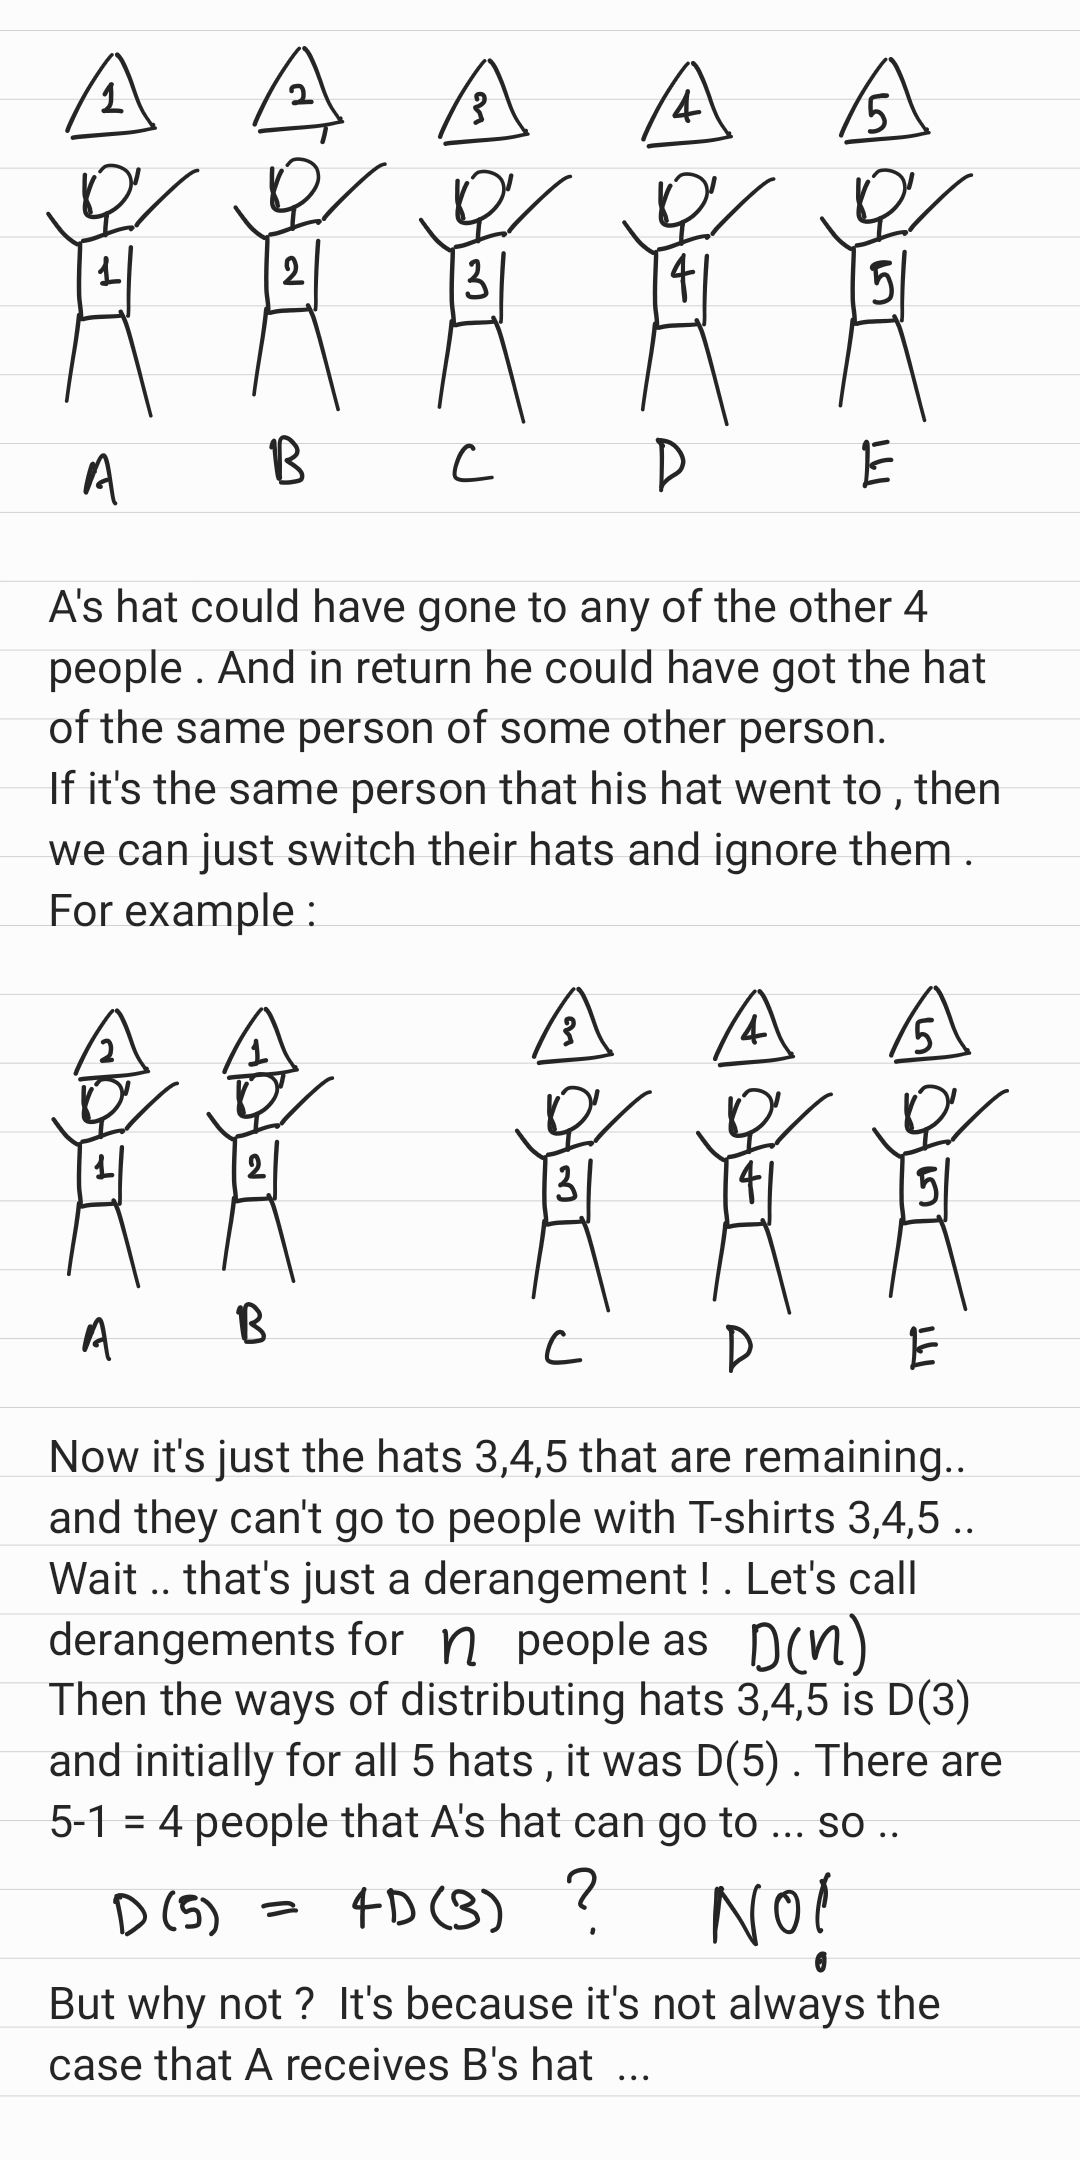 1 2 3 4 5
1 2 3 4 5
A B C D E
A's hat could have gone to any of the other 4
people . And in return he could have got the hat
of the same person of some other person.
If it's the same person that his hat went to , then
we can just switch their hats and ignore them .
For example :
2 1 3 4 5
1 2 3 4 5
A B C D E
Now it's just the hats 3,4,5 that are remaining..
and they can't go to people with T-shirts 3,4,5 ..
Wait .. that's just a derangement ! . Let's call
derangements for n people as D(n)
Then the ways of distributing hats 3,4,5 is D(3)
and initially for all 5 hats , it was D(5) . There are
5-1 = 4 people that A's hat can go to ... so ..
D(5) = 4D(3) ? NO!
But why not ? It's because it's not always the
case that A receives B's hat ...